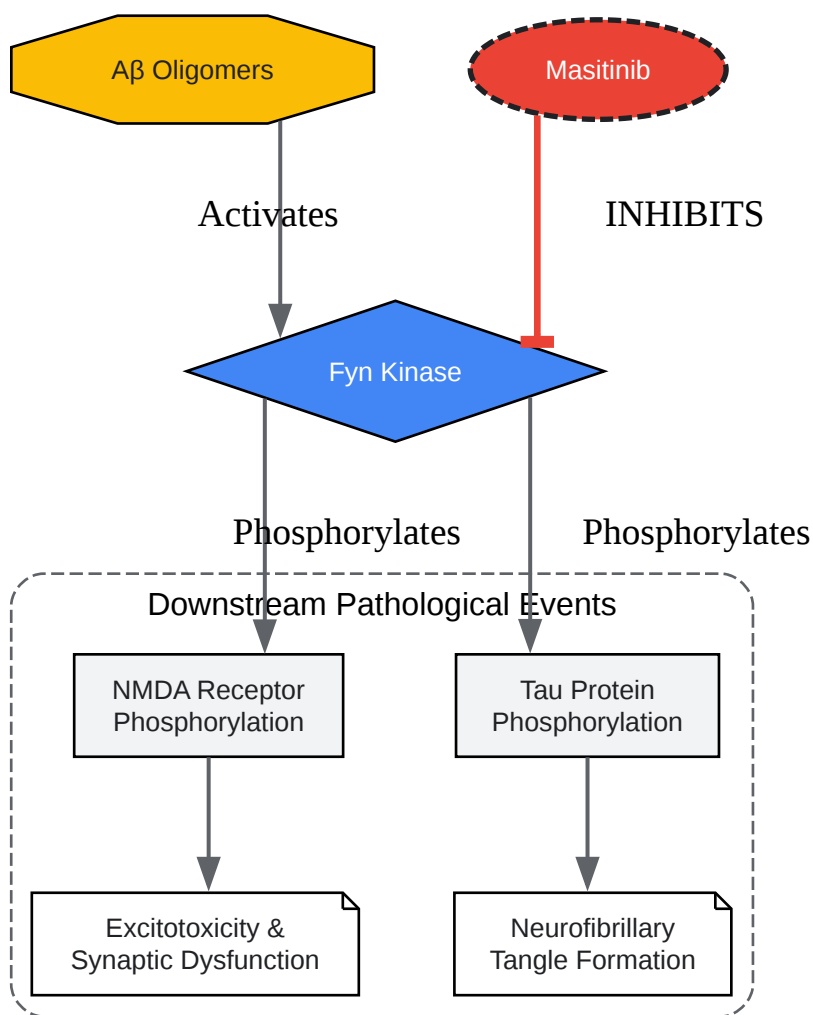 Aβ Oligomers
Masitinib
Activates
INHIBITS
Fyn Kinase
Phosphorylates
Phosphorylates
Downstream Pathological Events
NMDA Receptor
Phosphorylation
Tau Protein
Phosphorylation
Excitotoxicity &
Synaptic Dysfunction
Neurofibrillary
Tangle Formation